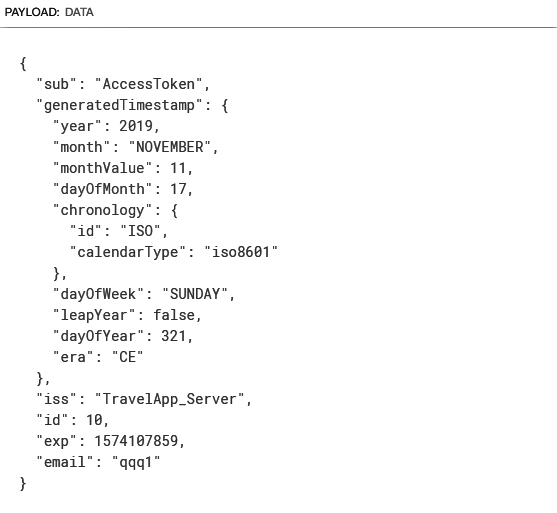 PAYLOAD: DATA
{
  "sub": "AccessToken",
  "generatedTimestamp": {
    "year": 2019,
    "month": "NOVEMBER",
    "monthValue": 11,
    "dayOfMonth": 17,
    "chronology": {
      "id": "ISO",
      "calendarType": "iso8601"
    },
    "dayOfWeek": "SUNDAY",
    "leapYear": false,
    "dayOfYear": 321,
    "era": "CE"
  },
  "iss": "TravelApp_Server",
  "id": 10,
  "exp": 1574107859,
  "email": "qqq1"
}